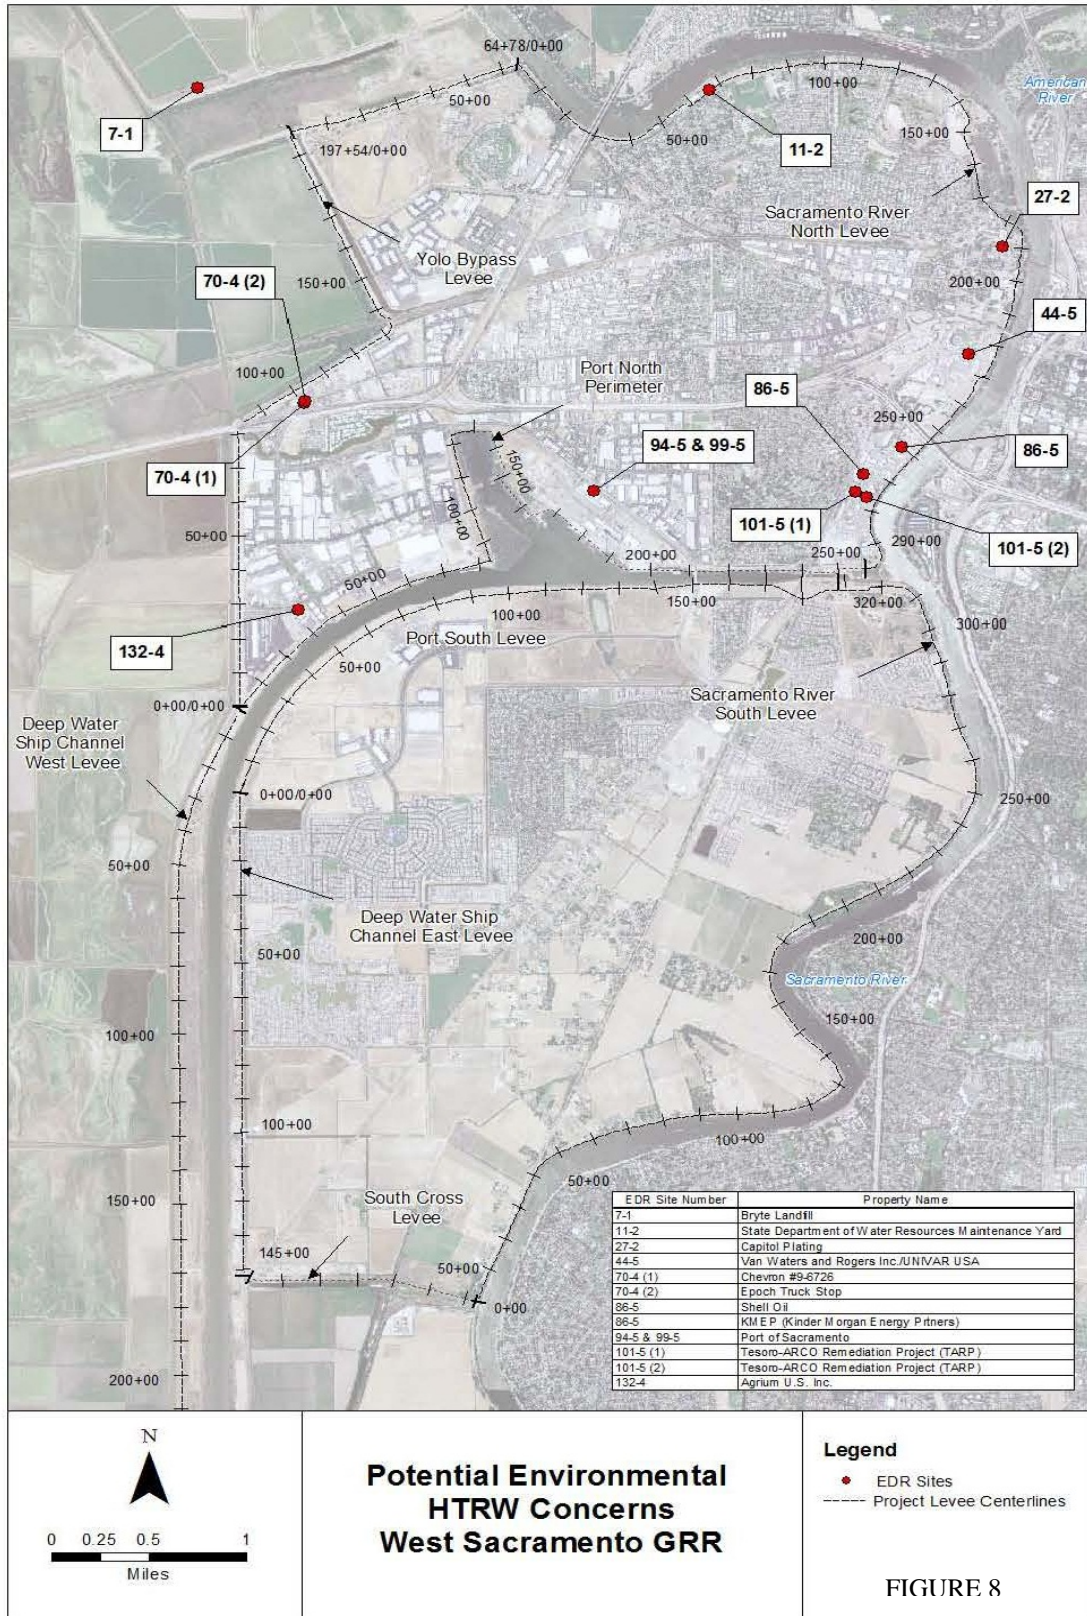 64+78/0+00
American
River
50+00
100+00
7-1
197+54/0+00
50+00
11-2
150+00
27-2
Sacramento River
North Levee
Yolo Bypass
Levee
70-4 (2)
150+00
200+00
44-5
100+00
Port North
Perimeter
86-5
250+00
94-5 & 99-5
86-5
70-4 (1)
150+00
100+00
50+00
101-5 (1)
290+00
101-5 (2)
200+00
250+00
50+00
100+00
150+00
320+00
300+00
132-4
Port South Levee
50+00
Sacramento River
South Levee
0+00/0+00
Deep Water
Ship Channel
West Levee
0+00/0+00
250+00
50+00
Deep Water Ship
Channel East Levee
200+00
50+00
Sacramento River
150+00
100+00
100+00
100+00
50+00
South Cross
Levee
150+00
145+00
50+00
0+00
200+00
EDR Site Number Property Name
7-1 Bryte Landfill
11-2 State Department of Water Resources Maintenance Yard
27-2 Capitol Plating
44-5 Van Waters and Rogers Inc./UNIVAR USA
70-4 (1) Chevron #9-6726
70-4 (2) Epoch Truck Stop
86-5 Shell Oil
86-5 KMEP (Kinder Morgan Energy Prtners)
94-5 & 99-5 Port of Sacramento
101-5 (1) Tesoro-ARCO Remediation Project (TARP)
101-5 (2) Tesoro-ARCO Remediation Project (TARP)
132-4 Agrium U.S. Inc.
N
0 0.25 0.5 1
Miles
Potential Environmental
HTRW Concerns
West Sacramento GRR
Legend
EDR Sites
Project Levee Centerlines
FIGURE 8